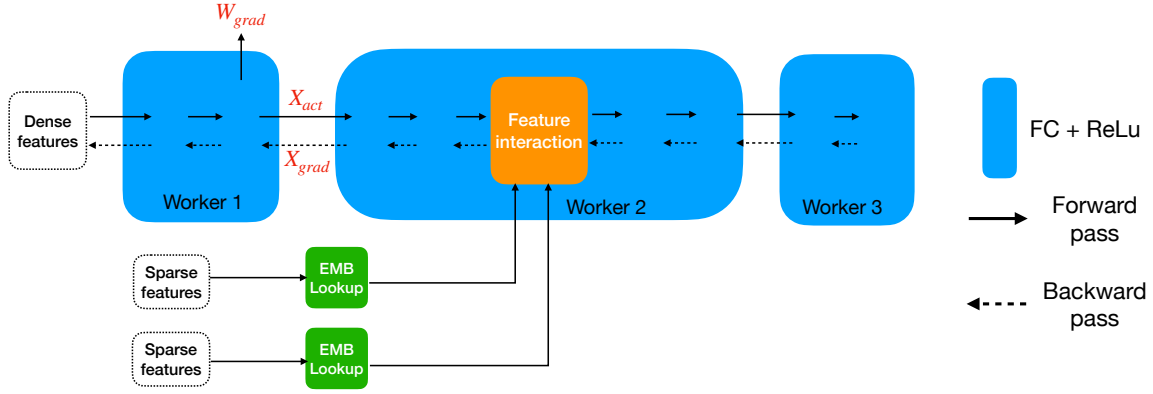 W_grad
X_act
Dense
features
Feature
interaction
X_grad
Worker 1
Worker 2
Worker 3
FC + ReLu
Forward
pass
Sparse
features
EMB
Lookup
Backward
pass
Sparse
features
EMB
Lookup